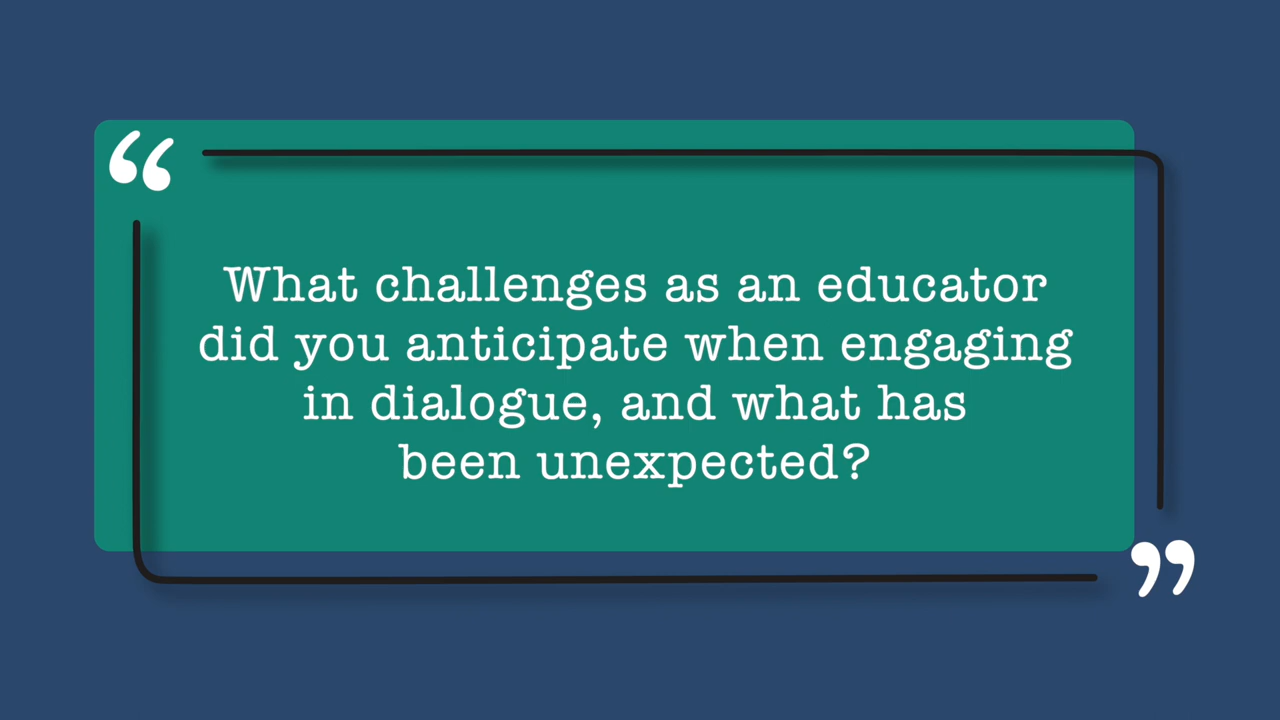 “
What challenges as an educator
did you anticipate when engaging
in dialogue, and what has
been unexpected?
”